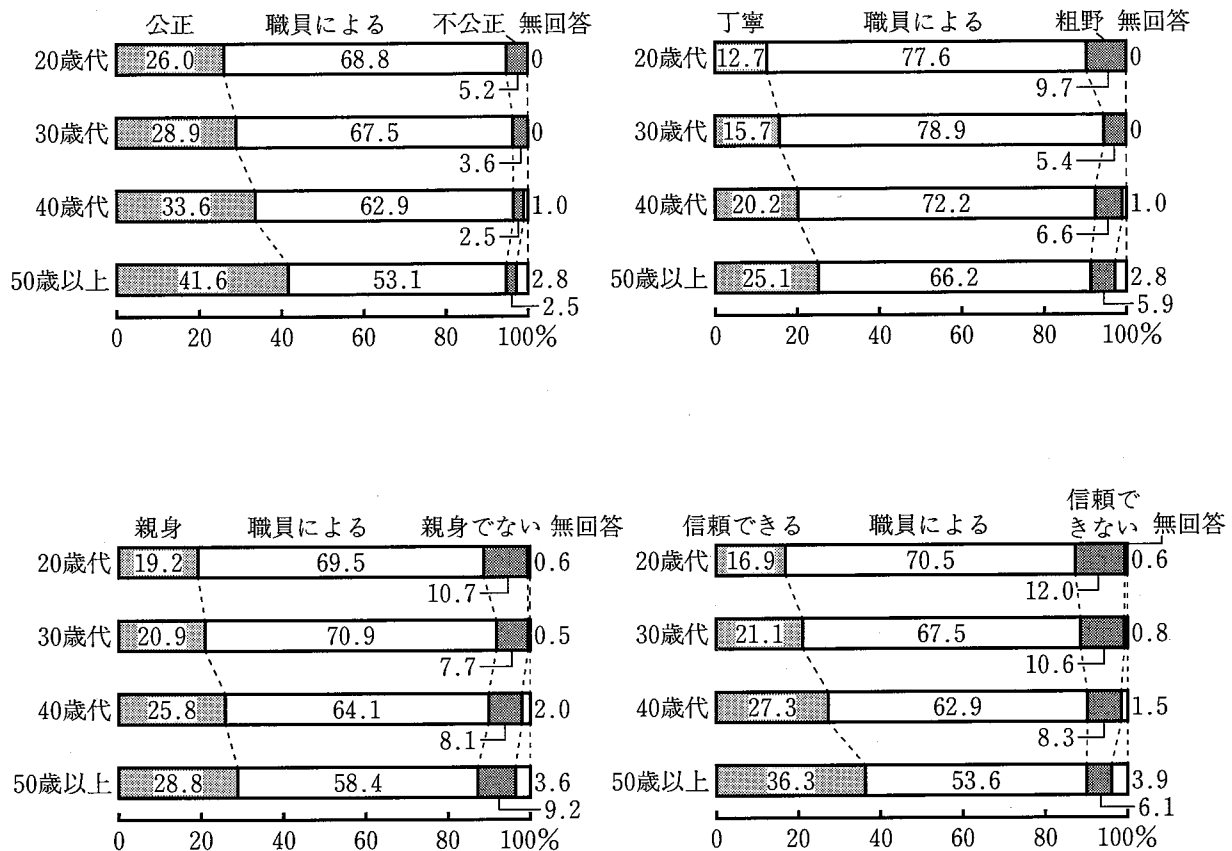 公正 職員による 不公正 無回答
20歳代 26.0 68.8 0
5.2
30歳代 28.9 67.5 0
3.6
40歳代 33.6 62.9 1.0
2.5
50歳以上 41.6 53.1 2.8
2.5
0 20 40 60 80 100%
丁寧 職員による 粗野 無回答
20歳代 12.7 77.6 0
9.7
30歳代 15.7 78.9 0
5.4
40歳代 20.2 72.2 1.0
6.6
50歳以上 25.1 66.2 2.8
5.9
0 20 40 60 80 100%
親身 職員による 親身でない 無回答
20歳代 19.2 69.5 0.6
10.7
30歳代 20.9 70.9 0.5
7.7
40歳代 25.8 64.1 2.0
8.1
50歳以上 28.8 58.4 3.6
9.2
0 20 40 60 80 100%
信頼できる 職員による 信頼で
きない 無回答
20歳代 16.9 70.5 0.6
12.0
30歳代 21.1 67.5 0.8
10.6
40歳代 27.3 62.9 1.5
8.3
50歳以上 36.3 53.6 3.9
6.1
0 20 40 60 80 100%